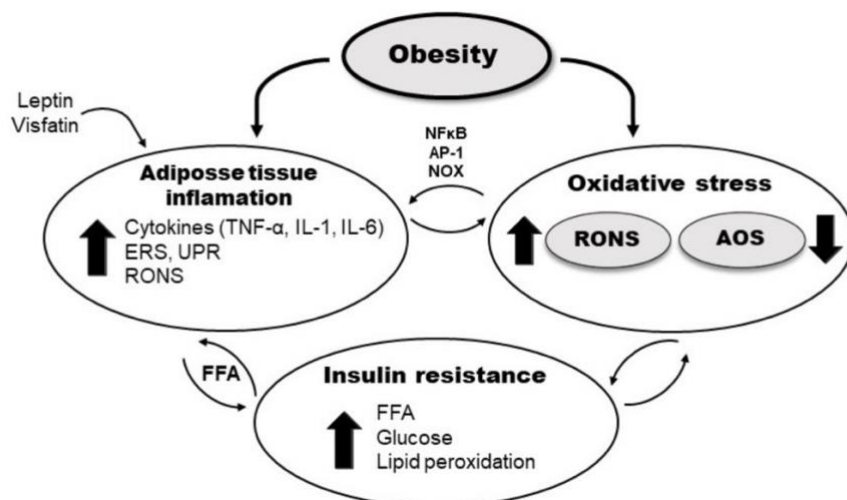 Obesity
Leptin
Visfatin
NFκB
AP-1
NOX
Adiposse tissue
inflamation
Cytokines (TNF-α, IL-1, IL-6)
ERS, UPR
RONS
Oxidative stress
RONS
AOS
FFA
Insulin resistance
FFA
Glucose
Lipid peroxidation